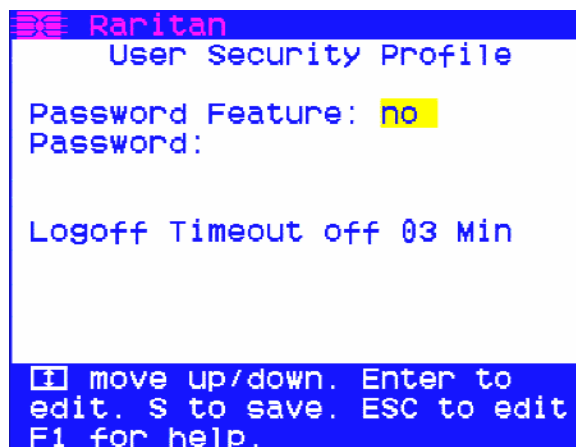 Raritan
User Security Profile
Password Feature: no
Password:
Logoff Timeout off 03 Min
move up/down. Enter to
edit. S to save. ESC to edit
F1 for help.